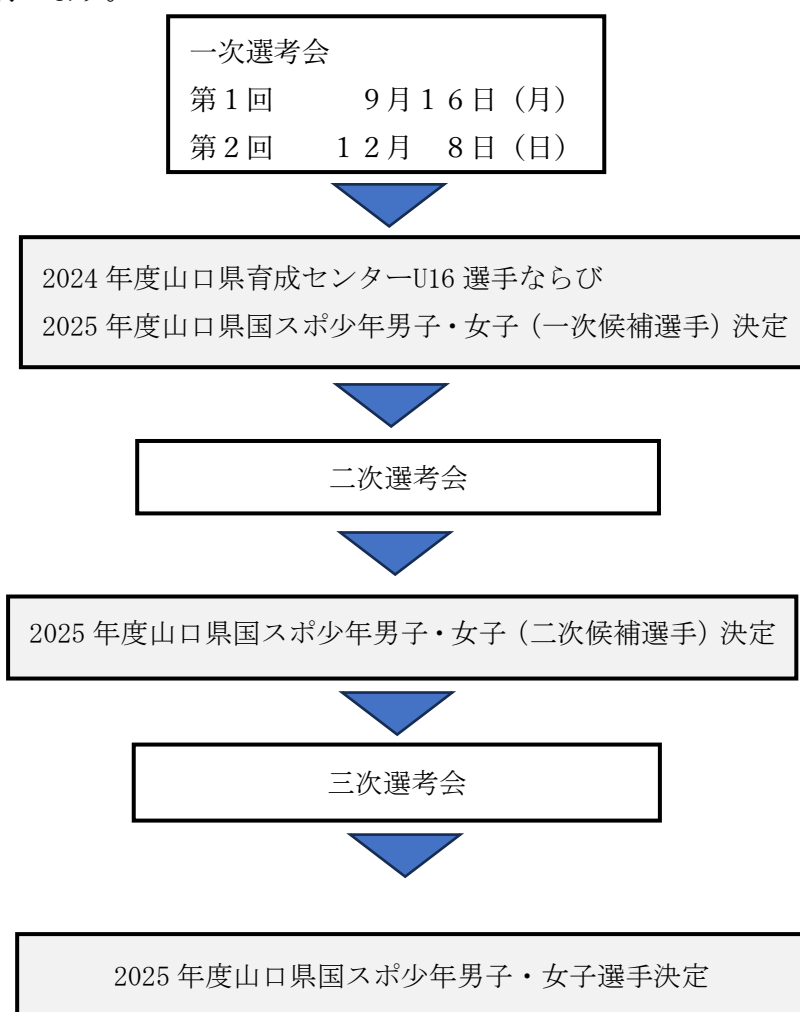 一次選考会
第１回　　　９月１６日（月）
第２回　　１２月　８日（日）
2024 年度山口県育成センターU16 選手ならび
2025 年度山口県国スポ少年男子・女子（一次候補選手）決定
二次選考会
2025 年度山口県国スポ少年男子・女子（二次候補選手）決定
三次選考会
2025 年度山口県国スポ少年男子・女子選手決定